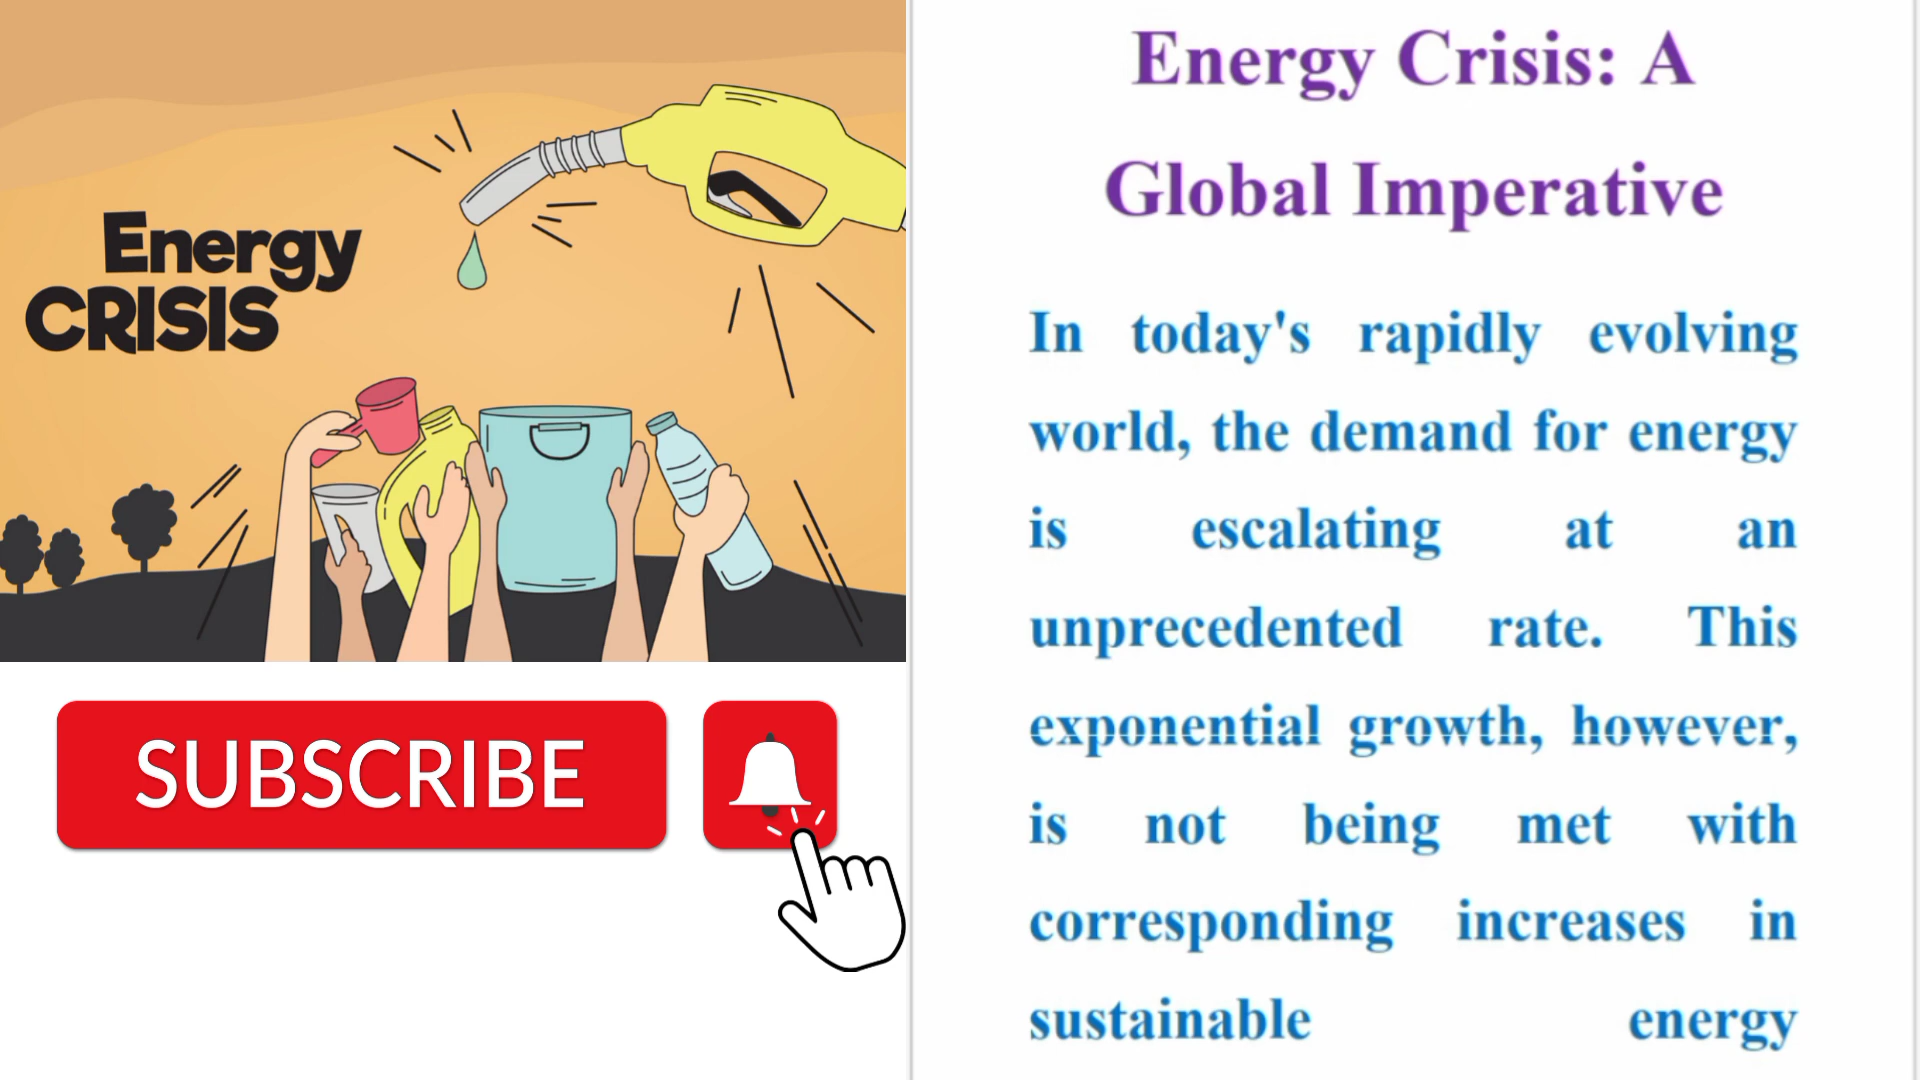 Energy
CRISIS
SUBSCRIBE
Energy Crisis: A
Global Imperative
In today's rapidly evolving
world, the demand for energy
is escalating at an
unprecedented rate. This
exponential growth, however,
is not being met with
corresponding increases in
sustainable energy